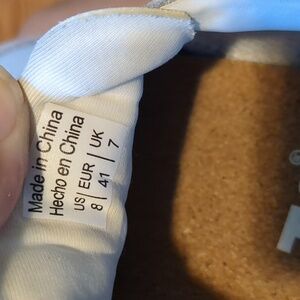 Made in China
Hecho en China
US| EUR | UK
8 | 41 | 7